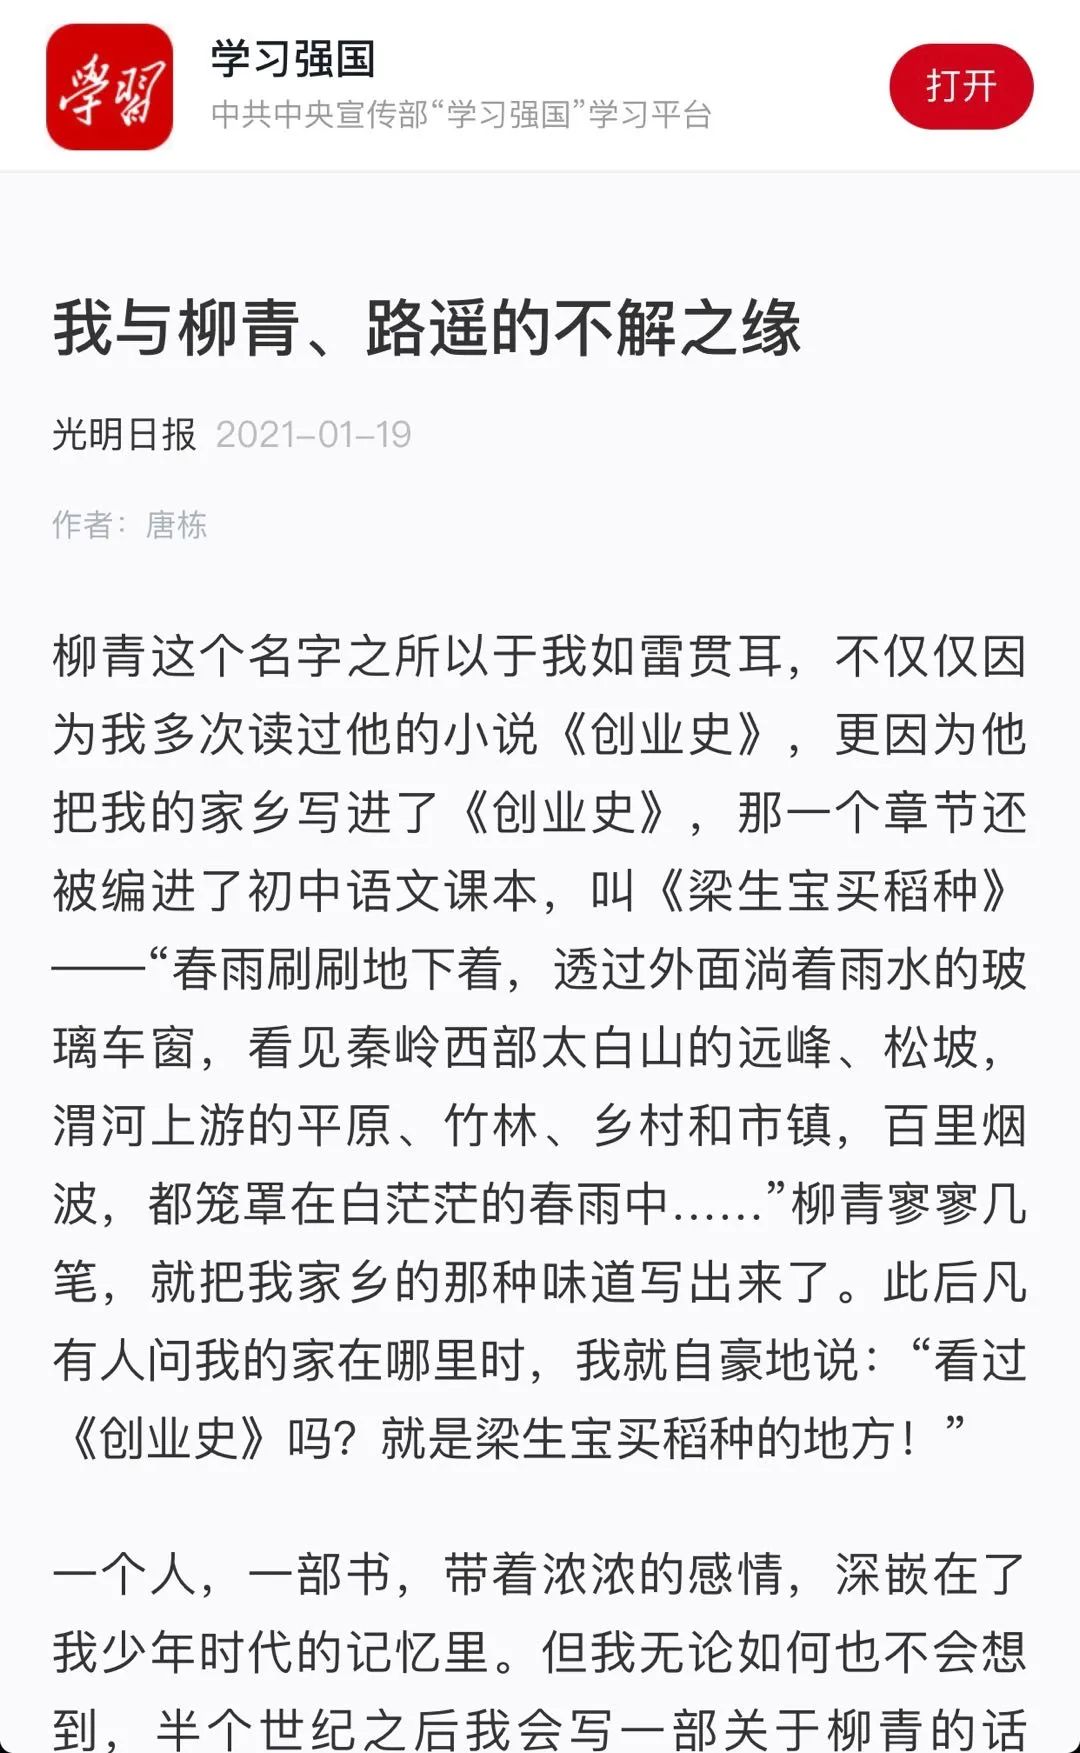 學習
学习强国
中共中央宣传部“学习强国”学习平台
打开
我与柳青、路遥的不解之缘
光明日报 2021-01-19
作者：唐栋
柳青这个名字之所以于我如雷贯耳，不仅仅因
为我多次读过他的小说《创业史》，更因为他
把我的家乡写进了《创业史》，那一个章节还
被编进了初中语文课本，叫《梁生宝买稻种》
——“春雨刷刷地下着，透过外面淌着雨水的玻
璃车窗，看见秦岭西部太白山的远峰、松坡，
渭河上游的平原、竹林、乡村和市镇，百里烟
波，都笼罩在白茫茫的春雨中……”柳青寥寥几
笔，就把我家乡的那种味道写出来了。此后凡
有人问我的家在哪里时，我就自豪地说：“看过
《创业史》吗？就是梁生宝买稻种的地方！”
一个人，一部书，带着浓浓的感情，深嵌在了
我少年时代的记忆里。但我无论如何也不会想
到，半个世纪之后我会写一部关于柳青的话